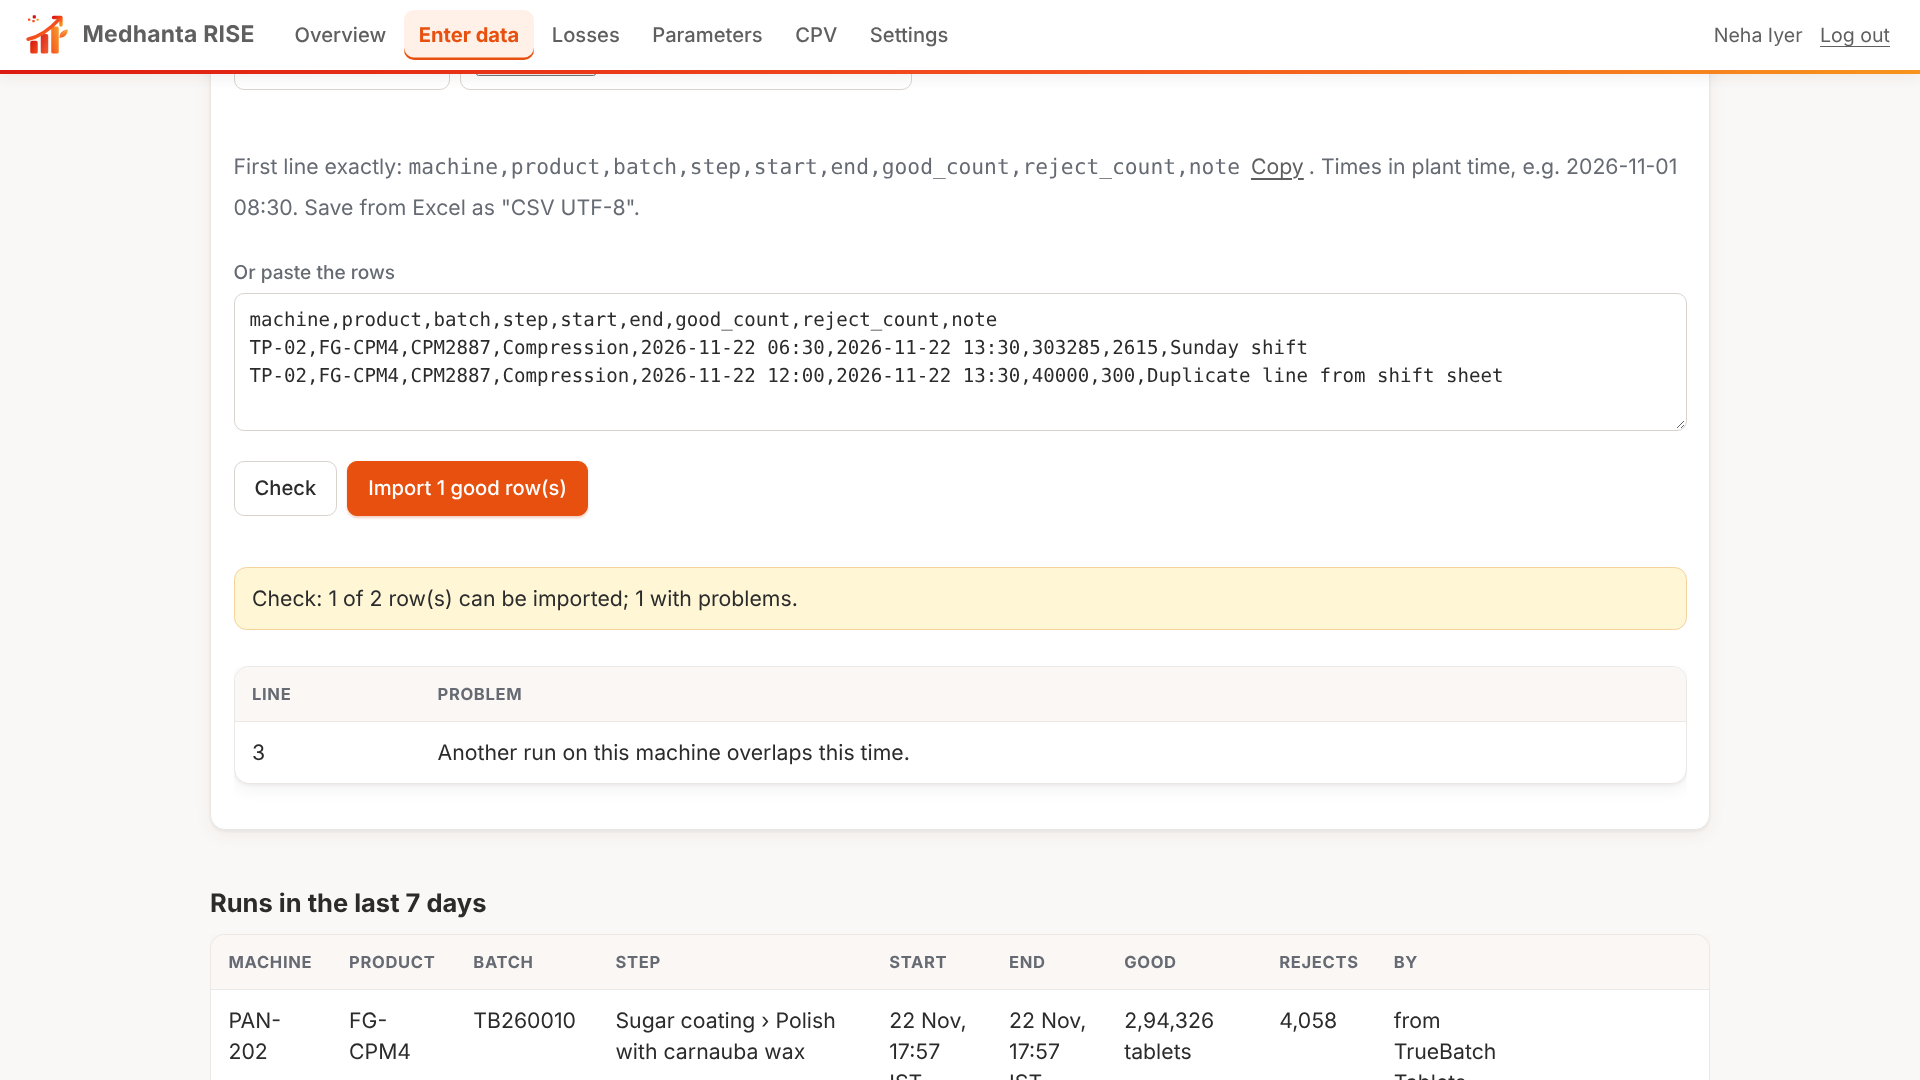 Medhanta RISE Overview Enter data Losses Parameters CPV Settings Neha Iyer Log out
First line exactly: machine,product,batch,step,start,end,good_count,reject_count,note Copy . Times in plant time, e.g. 2026-11-01
08:30. Save from Excel as "CSV UTF-8".
Or paste the rows
machine,product,batch,step,start,end,good_count,reject_count,note
TP-02,FG-CPM4,CPM2887,Compression,2026-11-22 06:30,2026-11-22 13:30,303285,2615,Sunday shift
TP-02,FG-CPM4,CPM2887,Compression,2026-11-22 12:00,2026-11-22 13:30,40000,300,Duplicate line from shift sheet
Check Import 1 good row(s)
Check: 1 of 2 row(s) can be imported; 1 with problems.
LINE PROBLEM
3 Another run on this machine overlaps this time.
Runs in the last 7 days
MACHINE PRODUCT BATCH STEP START END GOOD REJECTS BY
PAN- FG- TB260010 Sugar coating › Polish 22 Nov, 22 Nov, 2,94,326 4,058 from
202 CPM4 with carnauba wax 17:57 17:57 tablets TrueBatch